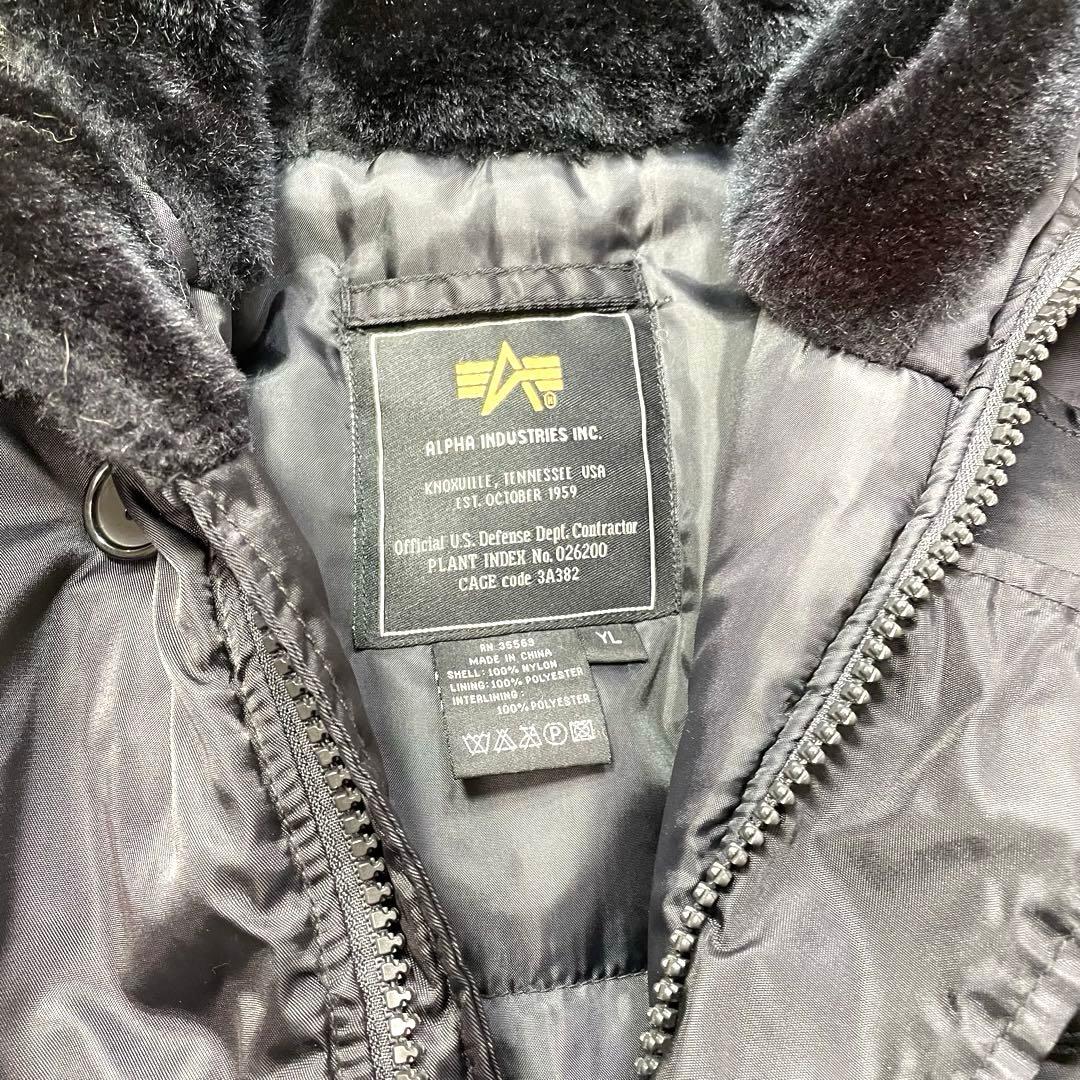 ALPHA INDUSTRIES INC.
KNOXVILLE, TENNESSEE USA
EST. OCTOBER 1959
Official U.S. Defense Dept. Contractor
PLANT INDEX No. 026200
CAGE code 3A382
YL
RN 35569
MADE IN CHINA
SHELL: 100% NYLON
LINING: 100% POLYESTER
INTERLINING:
100% POLYESTER